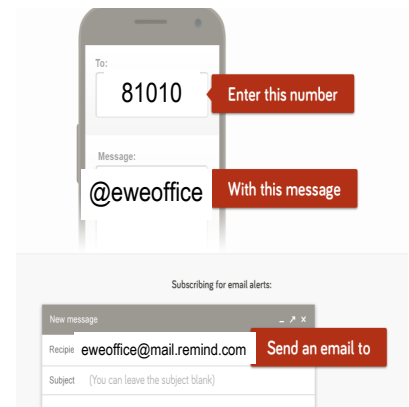 To:
81010
Enter this number
Message:
@eweoffice
With this message
Subscribing for email alerts:
New message
Recipie eweoffice@mail.remind.com
Send an email to
Subject (You can leave the subject blank)